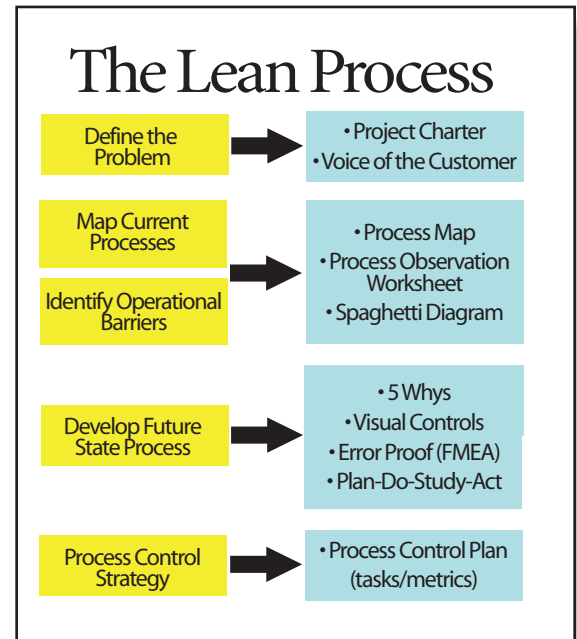 The Lean Process
Define the
Problem
• Project Charter
• Voice of the Customer
Map Current
Processes
Identify Operational
Barriers
• Process Map
• Process Observation
Worksheet
• Spaghetti Diagram
Develop Future
State Process
• 5 Whys
• Visual Controls
• Error Proof (FMEA)
• Plan-Do-Study-Act
Process Control
Strategy
• Process Control Plan
(tasks/metrics)